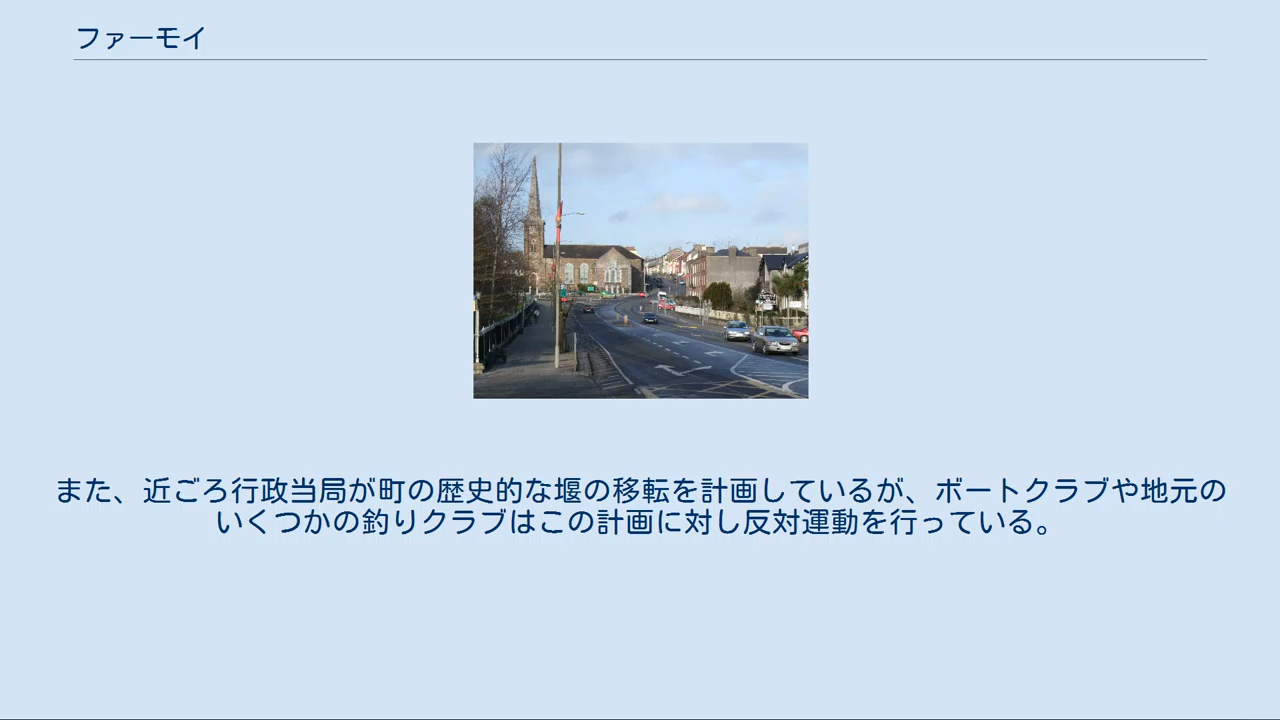 ファーモイ
また、近ごろ行政当局が町の歴史的な堰の移転を計画しているが、ボートクラブや地元の
いくつかの釣りクラブはこの計画に対し反対運動を行っている。